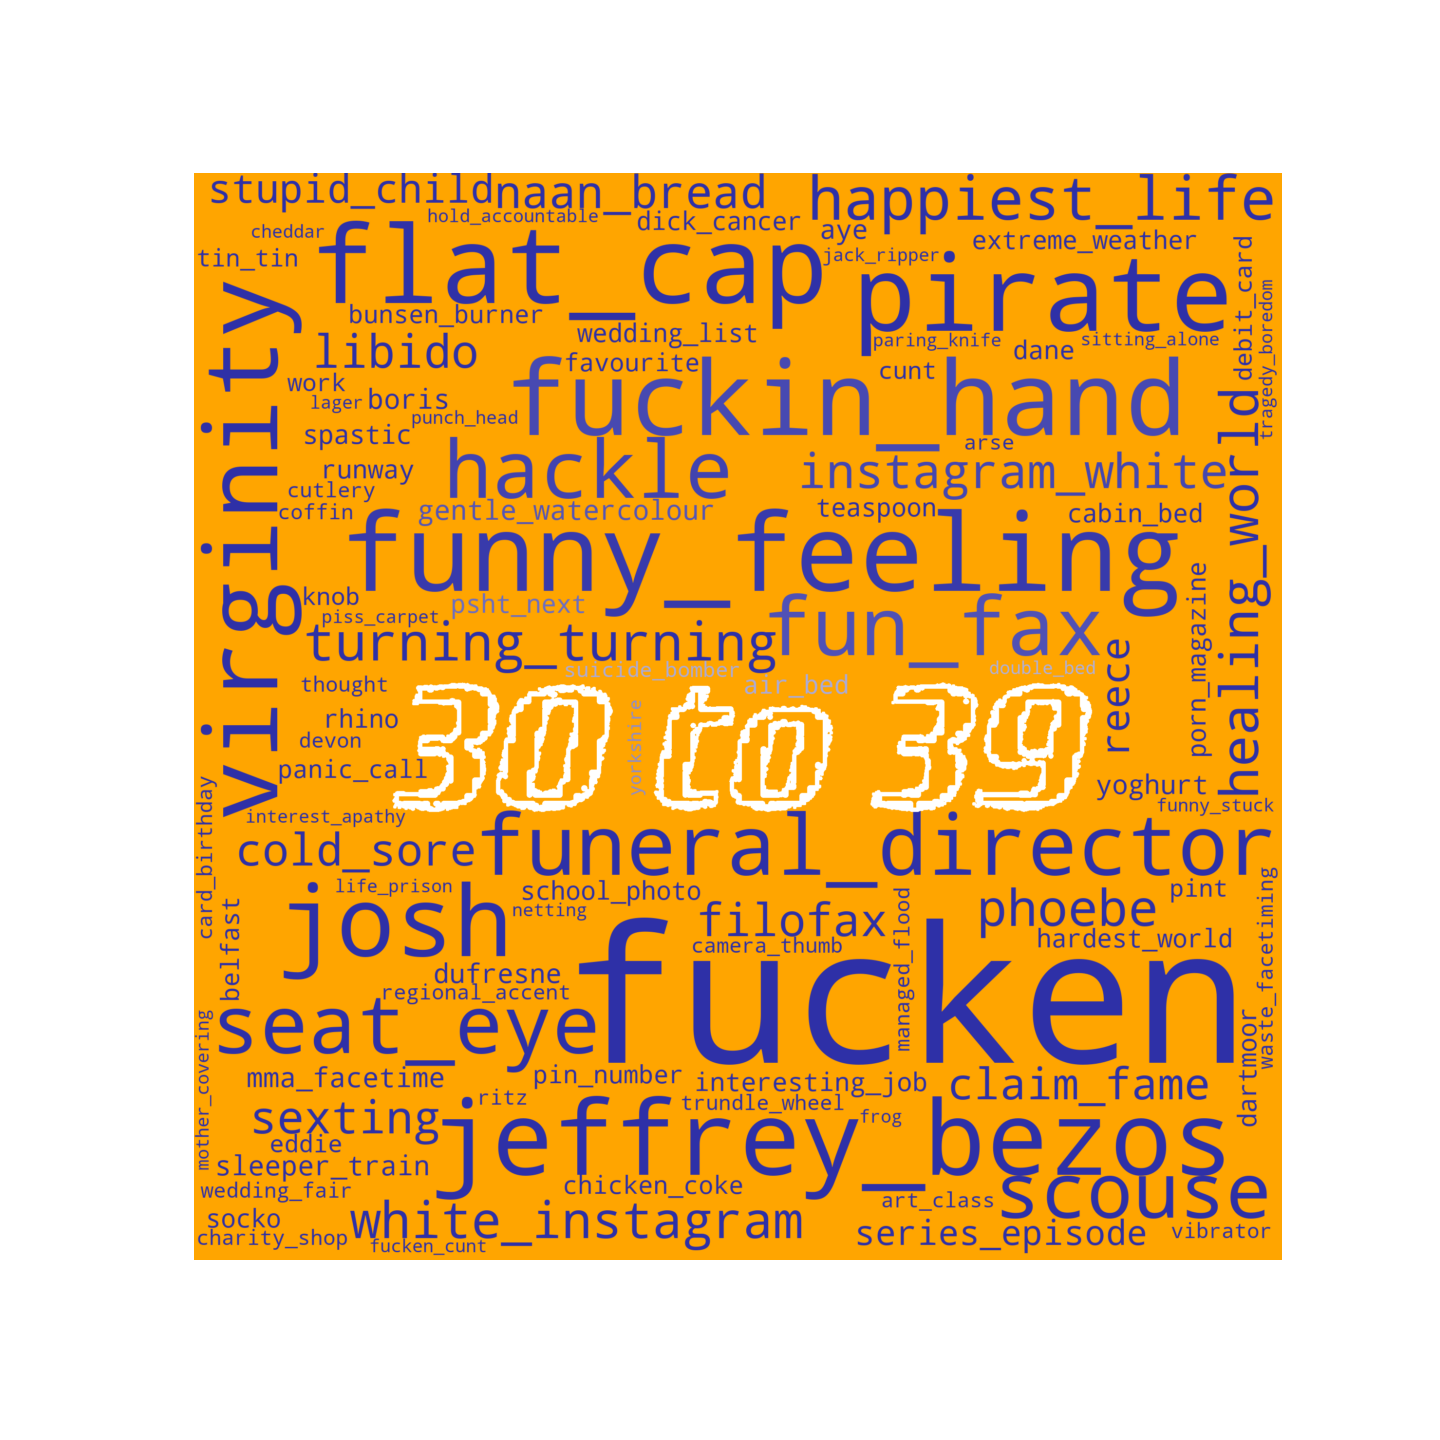 stupid_child naan_bread happiest_life
hold_accountable dick_cancer
cheddar flat_cap aye extreme_weather
tin_tin jack_ripper
pirate
debit_card
tragedy_boredom
virginity
bunsen_burner wedding_list
libido favourite paring_knife dane sitting_alone
work fuckin_hand cunt
lager boris punch_head
spastic hackle arse
runway instagram_white
cutlery
coffin gentle_watercolour teaspoon cabin_bed
healing_world
funny_feeling
knob psht_next fun_fax
piss_carpet
turning_turning
porn_magazine
reece
suicide_bomber double_bed
thought air_bed
30 to 39
yorkshire
rhino
devon
panic_call yoghurt
interest_apathy funny_stuck
card_birthday
cold_sore funeral_director
life_prison school_photo pint
josh netting filofax phoebe
belfast
camera_thumb hardest_world
managed_flood
waste_facetiming
dufresne fucken
regional_accent
seat_eye
mother_covering
dartmoor
mma_facetime pin_number interesting_job claim_fame
ritz trundle_wheel
sexting frog
eddie jeffrey_bezos
sleeper_train
wedding_fair chicken_coke
art_class scouse
socko white_instagram
charity_shop series_episode vibrator
fucken_cunt